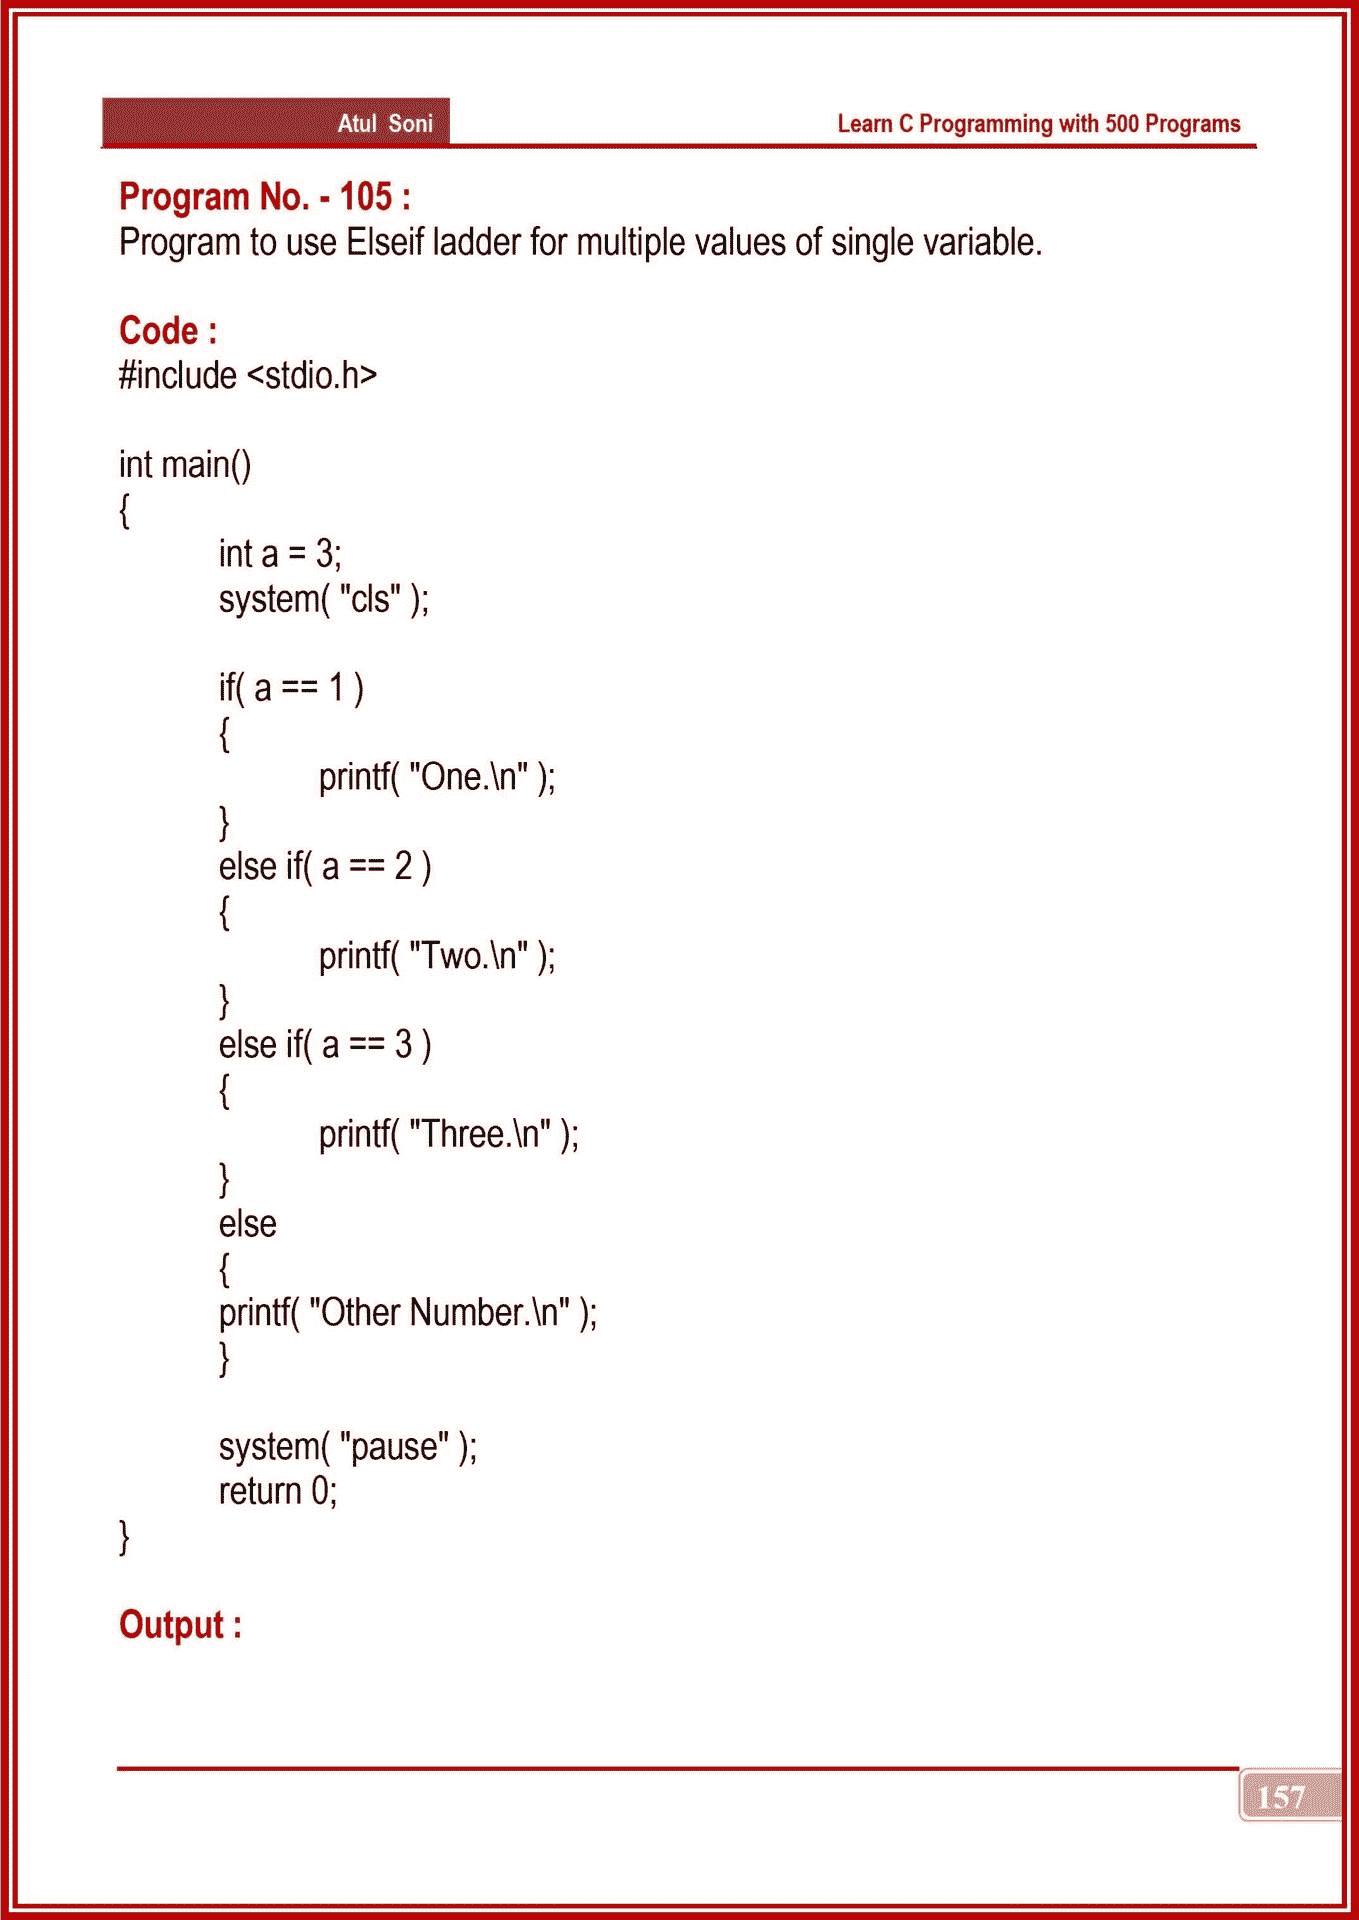 Atul Soni
Learn C Programming with 500 Programs
Program No. - 105 :
Program to use Elseif ladder for multiple values of single variable.
Code :
#include <stdio.h>
int main()
{
int a = 3;
system( "cls" );
if( a == 1 )
{
printf( "One.\n" );
}
else if( a == 2 )
{
printf( "Two.\n" );
}
else if( a == 3 )
{
printf( "Three.\n" );
}
else
{
printf( "Other Number.\n" );
}
system( "pause" );
return 0;
}
Output :
157